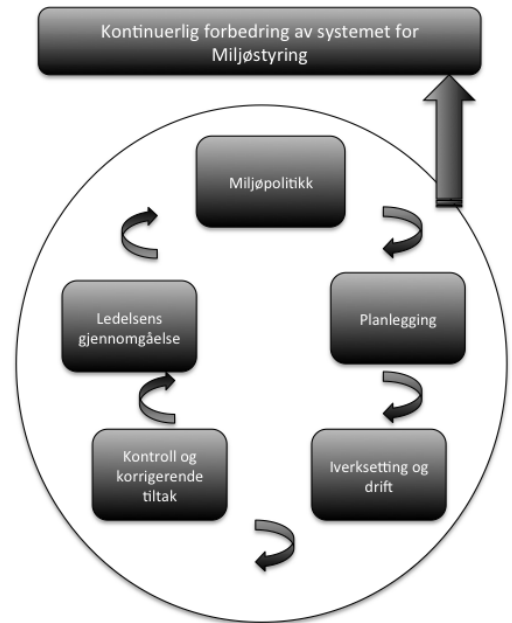 Kontinuerlig forbedring av systemet for
Miljøstyring
Miljøpolitikk
Planlegging
Iverksetting og
drift
Kontroll og
korrigerende
tiltak
Ledelsens
gjennomgåelse